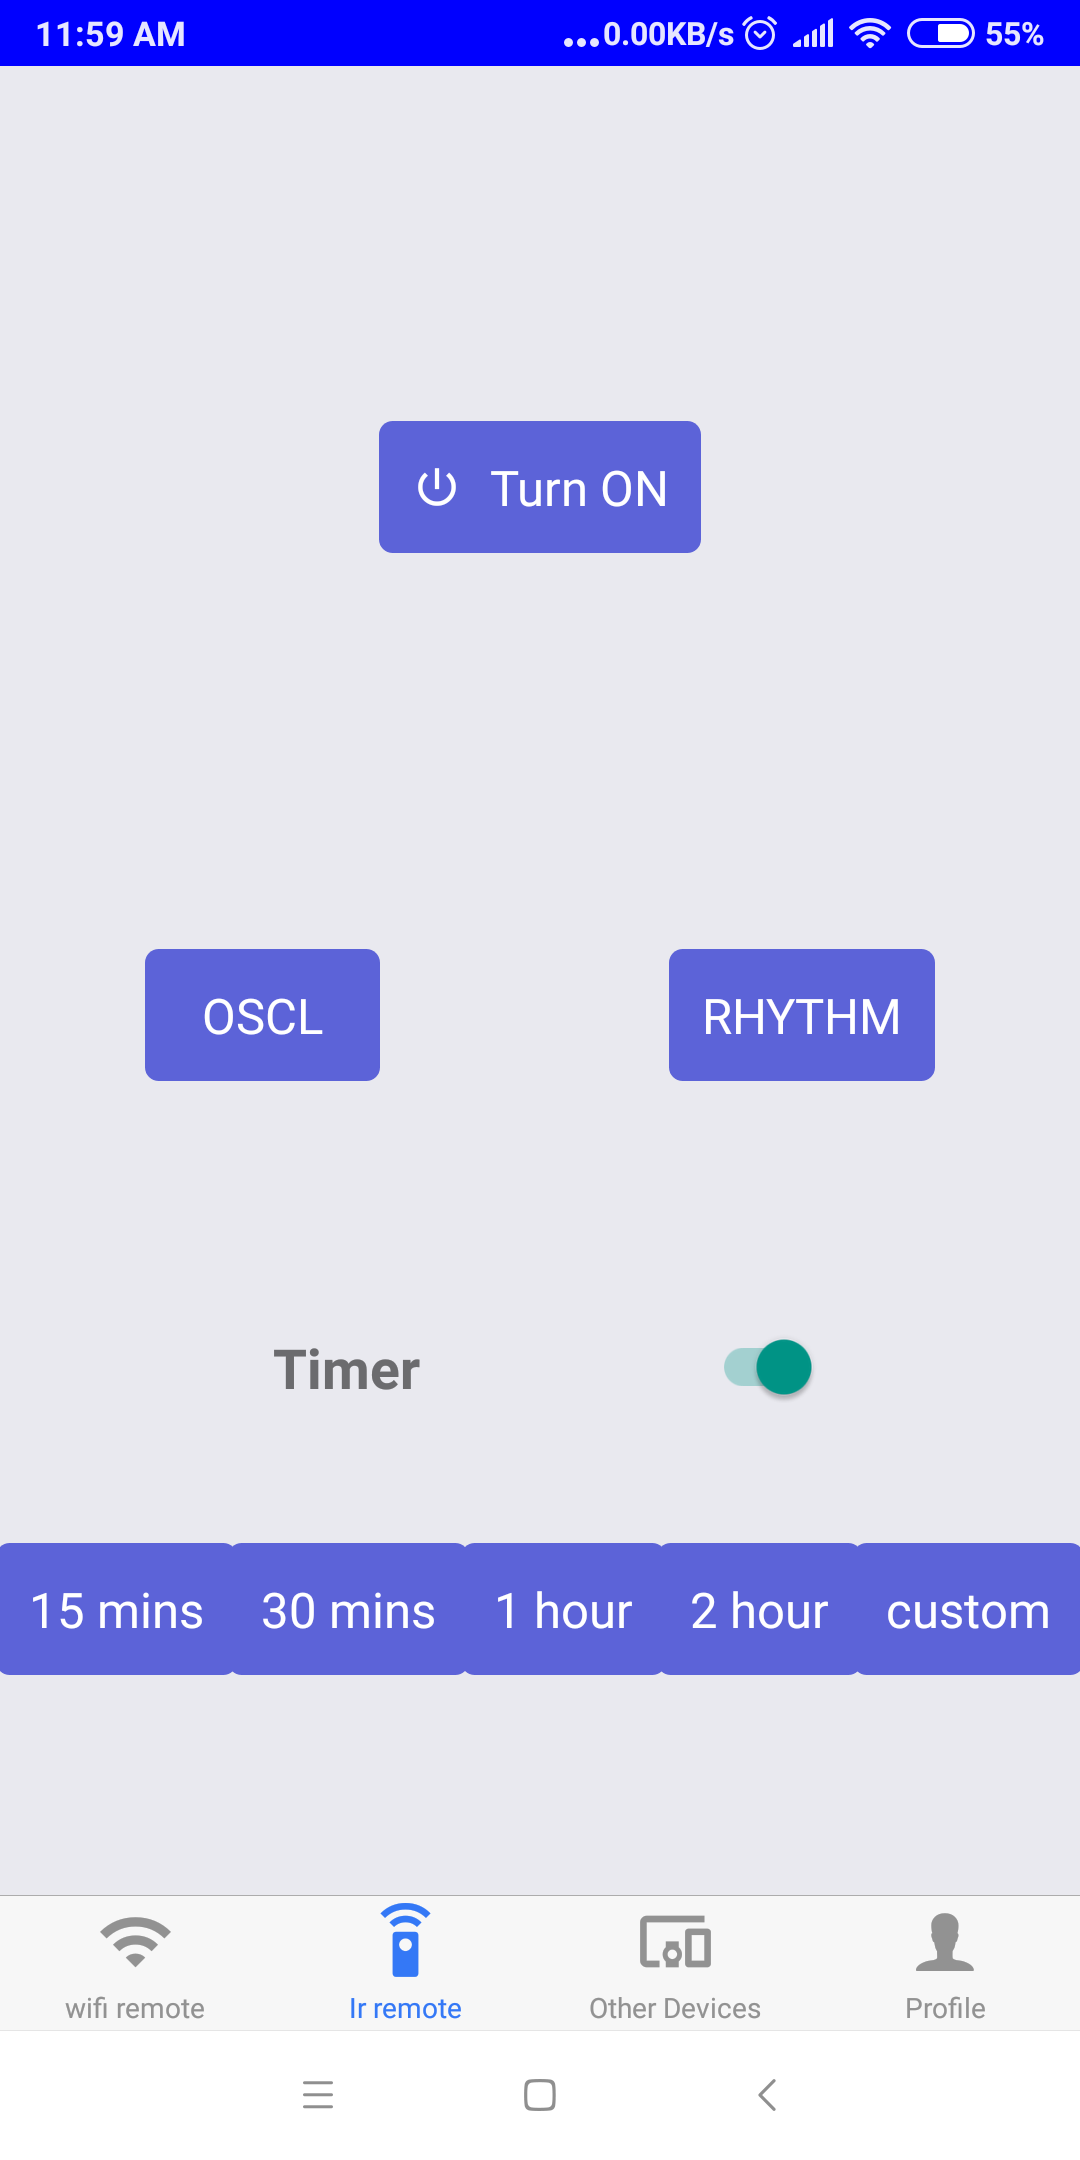 11:59 AM ...0.00KB/s 55%
Turn ON
OSCL RHYTHM
Timer
15 mins 30 mins 1 hour 2 hour custom
wifi remote Ir remote Other Devices Profile